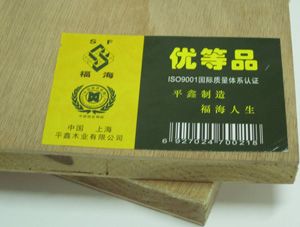 S F
福 海
中国 上海
平鑫木业有限公司
优等品
ISO9001国际质量体系认证
平鑫制造
福海人生
6 927024 700218